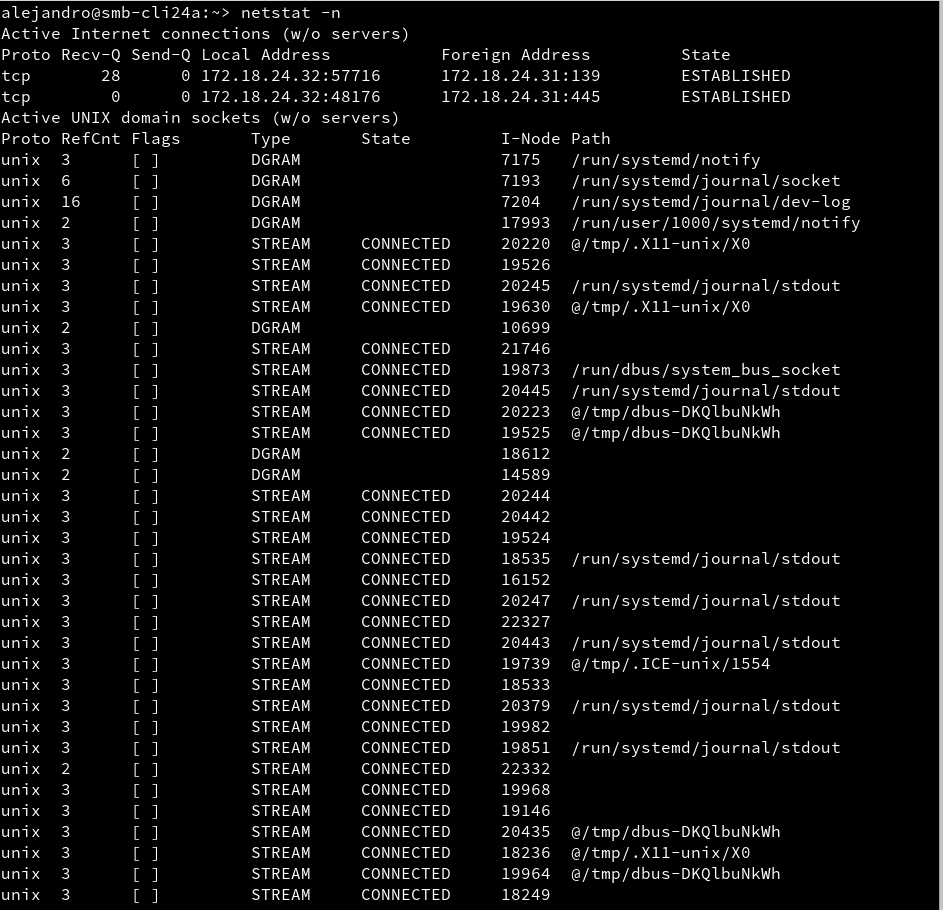 alejandro@smb-cli24a:~> netstat -n
Active Internet connections (w/o servers)
Proto Recv-Q Send-Q Local Address           Foreign Address         State
tcp       28      0 172.18.24.32:57716      172.18.24.31:139        ESTABLISHED
tcp        0      0 172.18.24.32:48176      172.18.24.31:445        ESTABLISHED
Active UNIX domain sockets (w/o servers)
Proto RefCnt Flags       Type       State         I-Node Path
unix  3      [ ]         DGRAM                    7175   /run/systemd/notify
unix  6      [ ]         DGRAM                    7193   /run/systemd/journal/socket
unix  16     [ ]         DGRAM                    7204   /run/systemd/journal/dev-log
unix  2      [ ]         DGRAM                    17993  /run/user/1000/systemd/notify
unix  3      [ ]         STREAM     CONNECTED     20220  @/tmp/.X11-unix/X0
unix  3      [ ]         STREAM     CONNECTED     19526
unix  3      [ ]         STREAM     CONNECTED     20245  /run/systemd/journal/stdout
unix  3      [ ]         STREAM     CONNECTED     19630  @/tmp/.X11-unix/X0
unix  2      [ ]         DGRAM                    10699
unix  3      [ ]         STREAM     CONNECTED     21746
unix  3      [ ]         STREAM     CONNECTED     19873  /run/dbus/system_bus_socket
unix  3      [ ]         STREAM     CONNECTED     20445  /run/systemd/journal/stdout
unix  3      [ ]         STREAM     CONNECTED     20223  @/tmp/dbus-DKQlbuNkWh
unix  3      [ ]         STREAM     CONNECTED     19525  @/tmp/dbus-DKQlbuNkWh
unix  2      [ ]         DGRAM                    18612
unix  2      [ ]         DGRAM                    14589
unix  3      [ ]         STREAM     CONNECTED     20244
unix  3      [ ]         STREAM     CONNECTED     20442
unix  3      [ ]         STREAM     CONNECTED     19524
unix  3      [ ]         STREAM     CONNECTED     18535  /run/systemd/journal/stdout
unix  3      [ ]         STREAM     CONNECTED     16152
unix  3      [ ]         STREAM     CONNECTED     20247  /run/systemd/journal/stdout
unix  3      [ ]         STREAM     CONNECTED     22327
unix  3      [ ]         STREAM     CONNECTED     20443  /run/systemd/journal/stdout
unix  3      [ ]         STREAM     CONNECTED     19739  @/tmp/.ICE-unix/1554
unix  3      [ ]         STREAM     CONNECTED     18533
unix  3      [ ]         STREAM     CONNECTED     20379  /run/systemd/journal/stdout
unix  3      [ ]         STREAM     CONNECTED     19982
unix  3      [ ]         STREAM     CONNECTED     19851  /run/systemd/journal/stdout
unix  2      [ ]         STREAM     CONNECTED     22332
unix  3      [ ]         STREAM     CONNECTED     19968
unix  3      [ ]         STREAM     CONNECTED     19146
unix  3      [ ]         STREAM     CONNECTED     20435  @/tmp/dbus-DKQlbuNkWh
unix  3      [ ]         STREAM     CONNECTED     18236  @/tmp/.X11-unix/X0
unix  3      [ ]         STREAM     CONNECTED     19964  @/tmp/dbus-DKQlbuNkWh
unix  3      [ ]         STREAM     CONNECTED     18249